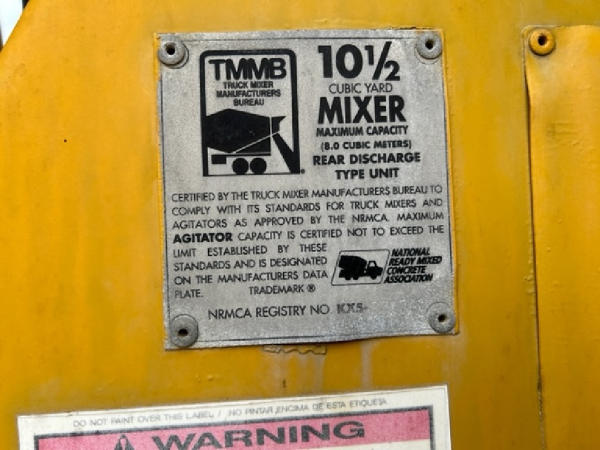 TMMB
TRUCK MIXER
MANUFACTURERS
BUREAU
10 1/2
CUBIC YARD
MIXER
MAXIMUM CAPACITY
(8.0 CUBIC METERS)
REAR DISCHARGE
TYPE UNIT
CERTIFIED BY THE TRUCK MIXER MANUFACTURERS BUREAU TO
COMPLY WITH ITS STANDARDS FOR TRUCK MIXERS AND
AGITATORS AS APPROVED BY THE NRMCA. MAXIMUM
AGITATOR CAPACITY IS CERTIFIED NOT TO EXCEED THE
LIMIT ESTABLISHED BY THESE
STANDARDS AND IS DESIGNATED
ON THE MANUFACTURERS DATA
PLATE. TRADEMARK ®
NATIONAL
READY MIXED
CONCRETE
ASSOCIATION
NRMCA REGISTRY NO. KX5-
DO NOT PAINT OVER THIS LABEL / NO PINTAR ENCIMA DE ESTA ETIQUETA
WARNING